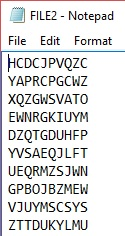 FILE2 - Notepad
File Edit Format
HCDCJPVQZC
YAPRCPGCWZ
XQZGWSVATO
EWNRGKIUYM
DZQTGDUHFP
YVSAEQJLFT
UEQRMZSJWN
GPBOJBZMEW
VJUYMSCSYS
ZTTDUKYLMU